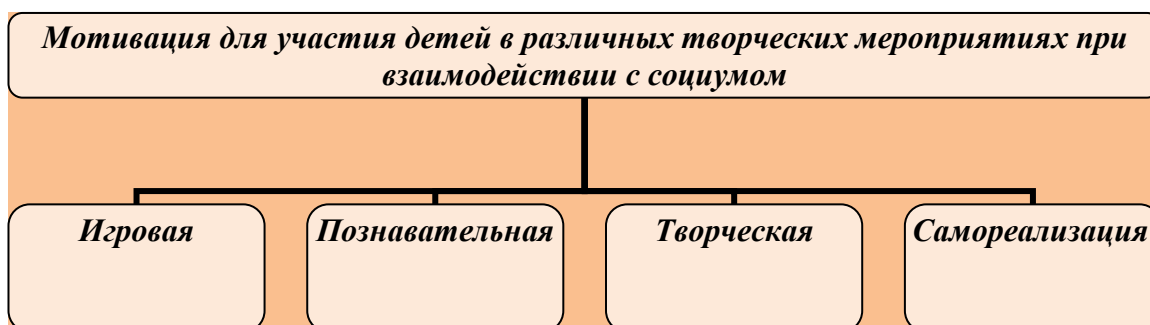 Мотивация для участия детей в различных творческих мероприятиях при
взаимодействии с социумом
Игровая
Познавательная
Творческая
Самореализация